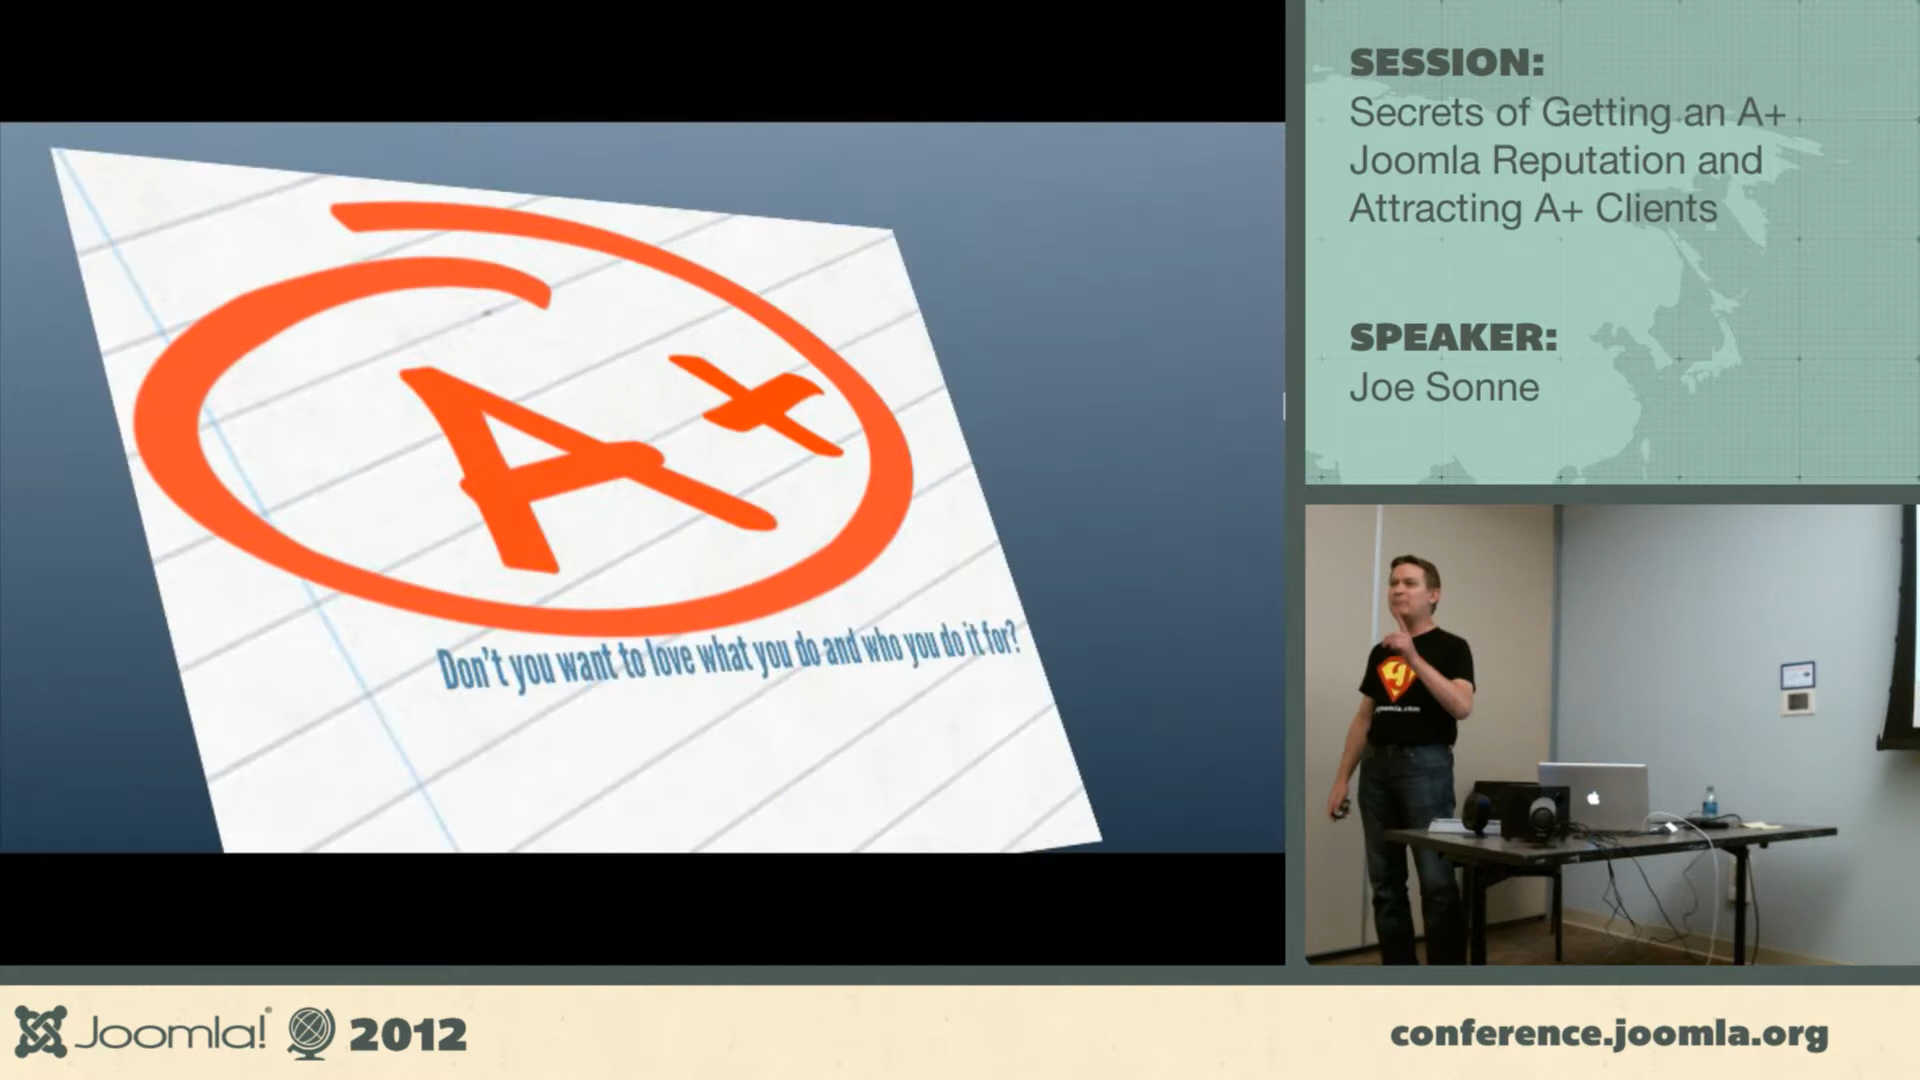 A+
Don't you want to love what you do and who you do it for?
SESSION:
Secrets of Getting an A+
Joomla Reputation and
Attracting A+ Clients
SPEAKER:
Joe Sonne
4
Joomla!® 2012
conference.joomla.org